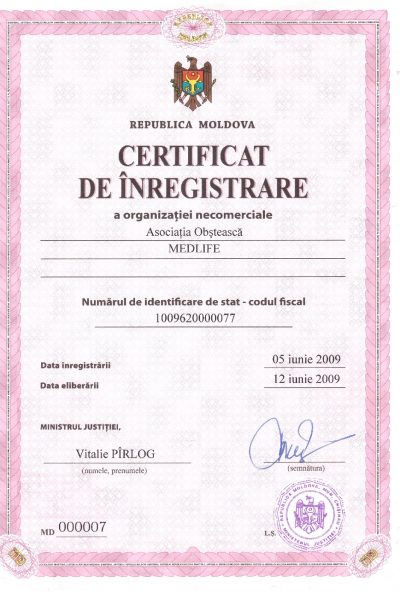 REPUBLICA MOLDOVA
CERTIFICAT
DE ÎNREGISTRARE
a organizației necomerciale
Asociația Obștească
MEDLIFE
Numărul de identificare de stat - codul fiscal
1009620000077
Data înregistrării 05 iunie 2009
Data eliberării 12 iunie 2009
MINISTRUL JUSTIȚIEI,
Vitalie PÎRLOG
(numele, prenumele) (semnătura)
MD 000007 L.S.